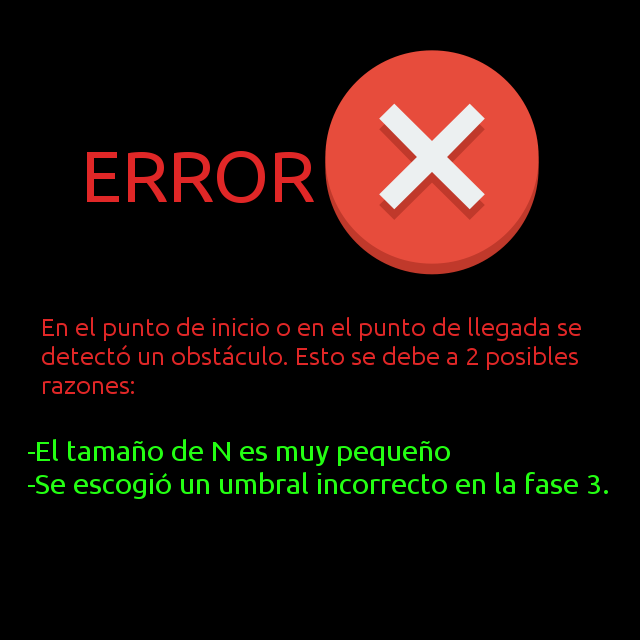 ERROR
En el punto de inicio o en el punto de llegada se
detectó un obstáculo. Esto se debe a 2 posibles
razones:
-El tamaño de N es muy pequeño
-Se escogió un umbral incorrecto en la fase 3.